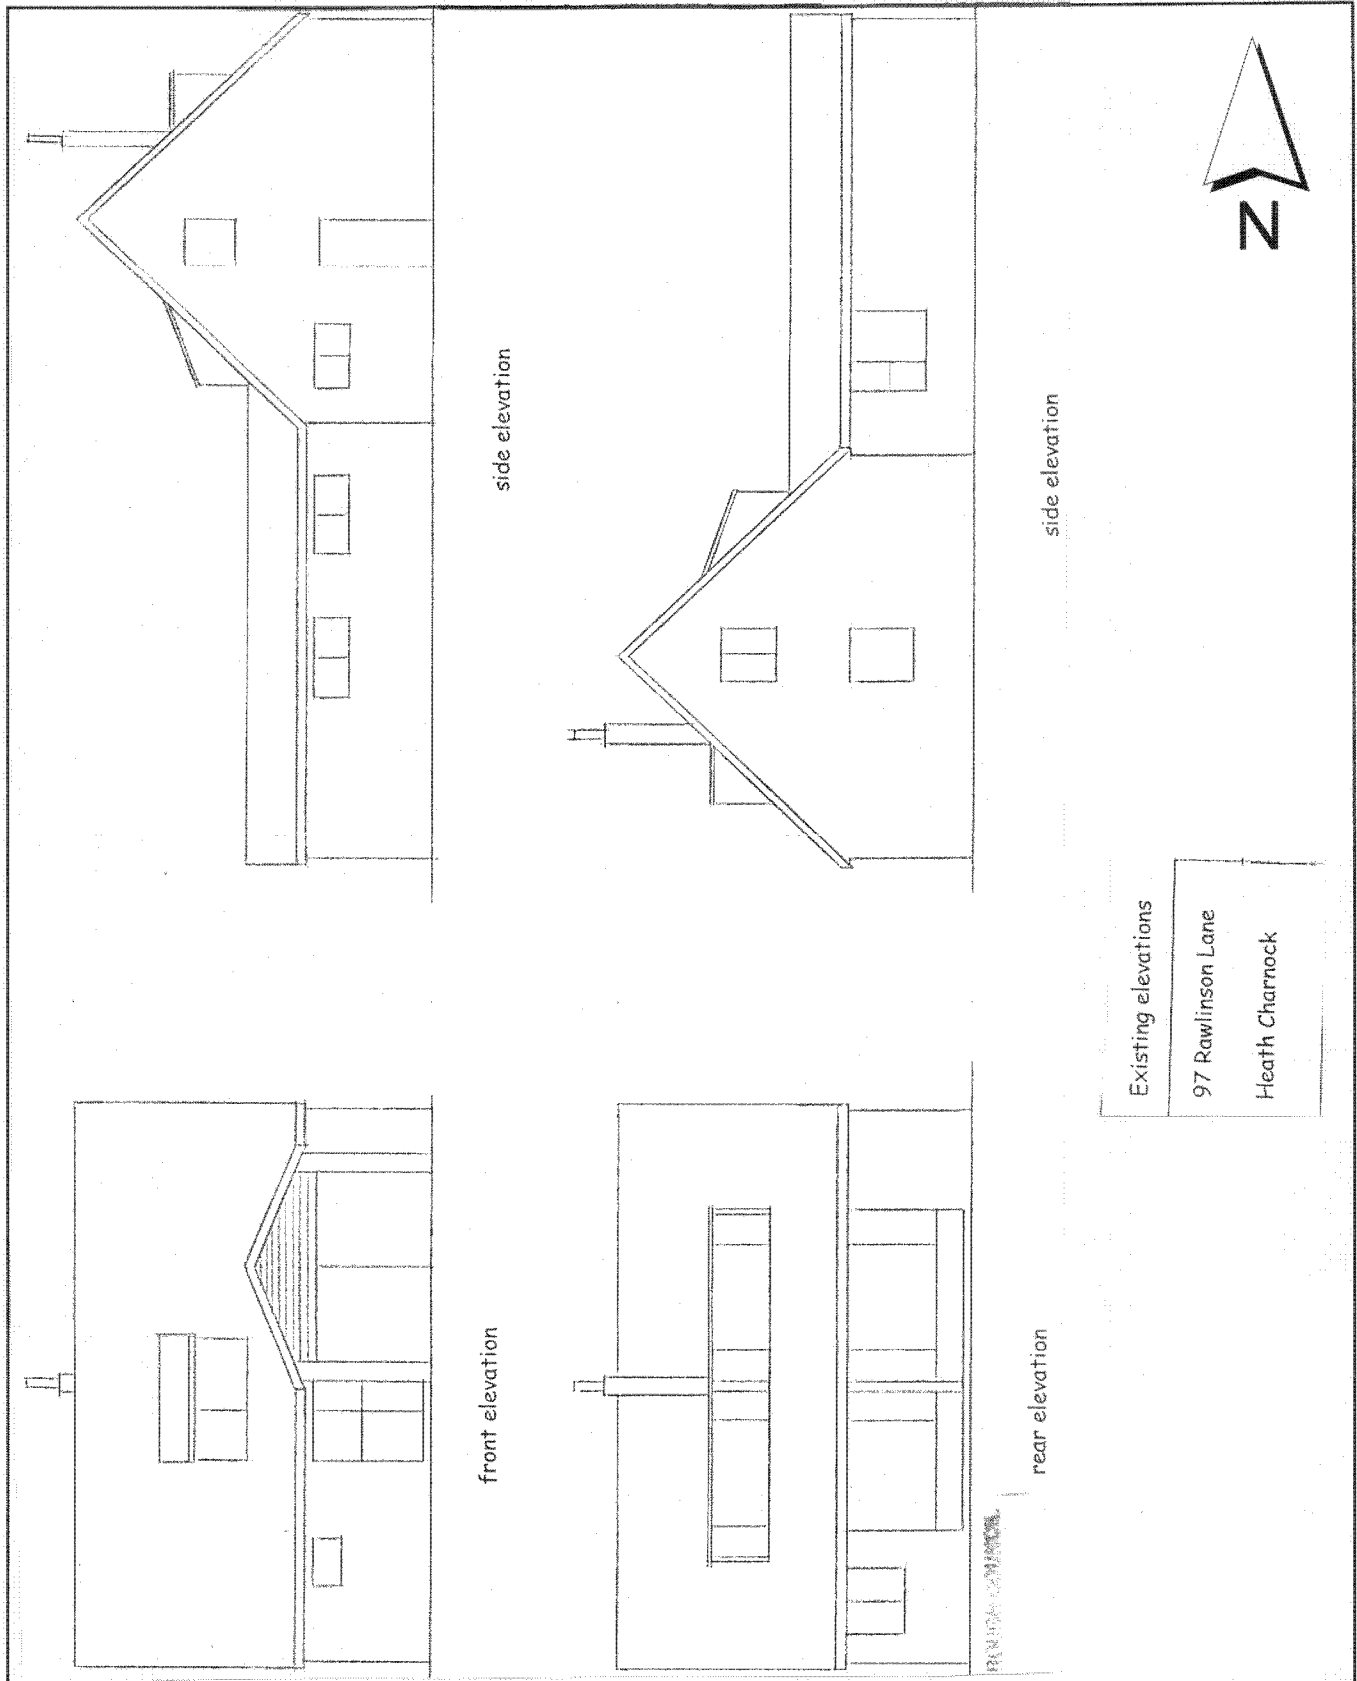 front elevation
side elevation
rear elevation
side elevation
Existing elevations
97 Rawlinson Lane
Heath Charnock
N